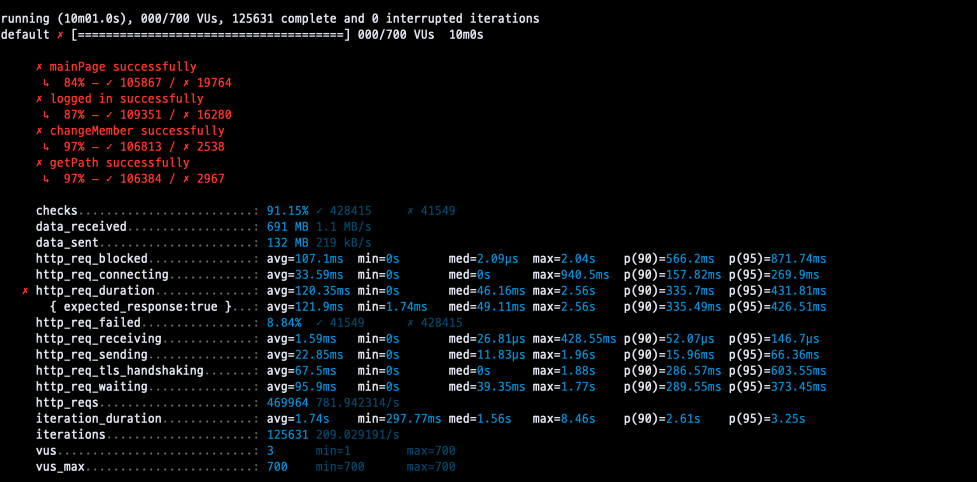 running (10m01.0s), 000/700 VUs, 125631 complete and 0 interrupted iterations
default ✗ [======================================] 000/700 VUs  10m0s
✗ mainPage successfully
↳  84% — ✓ 105867 / ✗ 19764
✗ logged in successfully
↳  87% — ✓ 109351 / ✗ 16280
✗ changeMember successfully
↳  97% — ✓ 106813 / ✗ 2538
✗ getPath successfully
↳  97% — ✓ 106384 / ✗ 2967
checks.........................: 91.15% ✓ 428415      ✗ 41549
data_received..................: 691 MB 1.1 MB/s
data_sent......................: 132 MB 219 kB/s
http_req_blocked...............: avg=107.1ms  min=0s       med=2.09µs  max=2.04s    p(90)=566.2ms  p(95)=871.74ms
http_req_connecting............: avg=33.59ms  min=0s       med=0s      max=940.5ms  p(90)=157.82ms p(95)=269.9ms
✗ http_req_duration..............: avg=120.35ms min=0s       med=46.16ms max=2.56s    p(90)=335.7ms  p(95)=431.81ms
{ expected_response:true }...: avg=121.9ms  min=1.74ms   med=49.11ms max=2.56s    p(90)=335.49ms p(95)=426.51ms
http_req_failed................: 8.84%  ✓ 41549       ✗ 428415
http_req_receiving.............: avg=1.59ms   min=0s       med=26.81µs max=428.55ms p(90)=52.07µs  p(95)=146.7µs
http_req_sending...............: avg=22.85ms  min=0s       med=11.83µs max=1.96s    p(90)=15.96ms  p(95)=66.36ms
http_req_tls_handshaking.......: avg=67.5ms   min=0s       med=0s      max=1.88s    p(90)=286.57ms p(95)=603.55ms
http_req_waiting...............: avg=95.9ms   min=0s       med=39.35ms max=1.77s    p(90)=289.55ms p(95)=373.45ms
http_reqs......................: 469964 781.942314/s
iteration_duration.............: avg=1.74s    min=297.77ms med=1.56s   max=8.46s    p(90)=2.61s    p(95)=3.25s
iterations.....................: 125631 209.029191/s
vus............................: 3      min=1         max=700
vus_max........................: 700    min=700       max=700